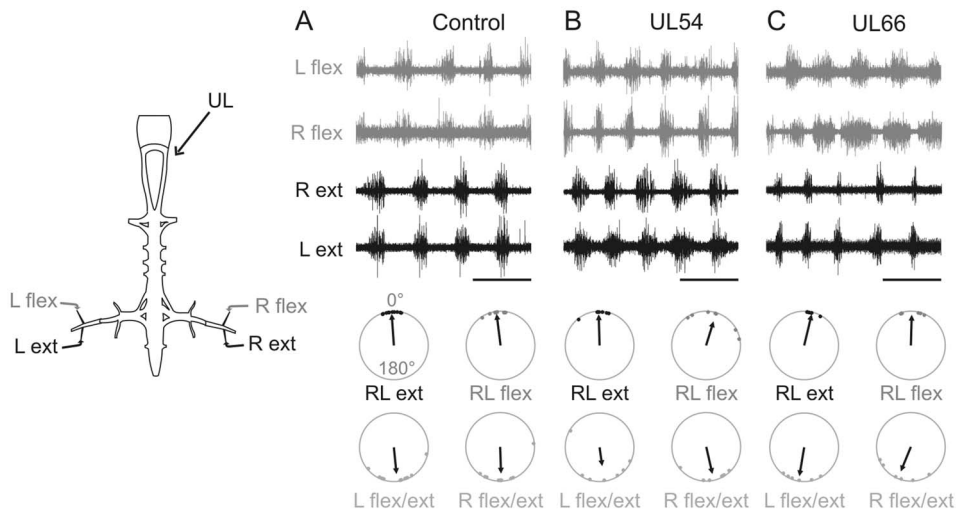 A Control B UL54 C UL66
UL
L flex
R flex
R ext
L ext
L flex R flex
L ext R ext
0°
180°
RL ext RL flex RL ext RL flex RL ext RL flex
L flex/ext R flex/ext L flex/ext R flex/ext L flex/ext R flex/ext